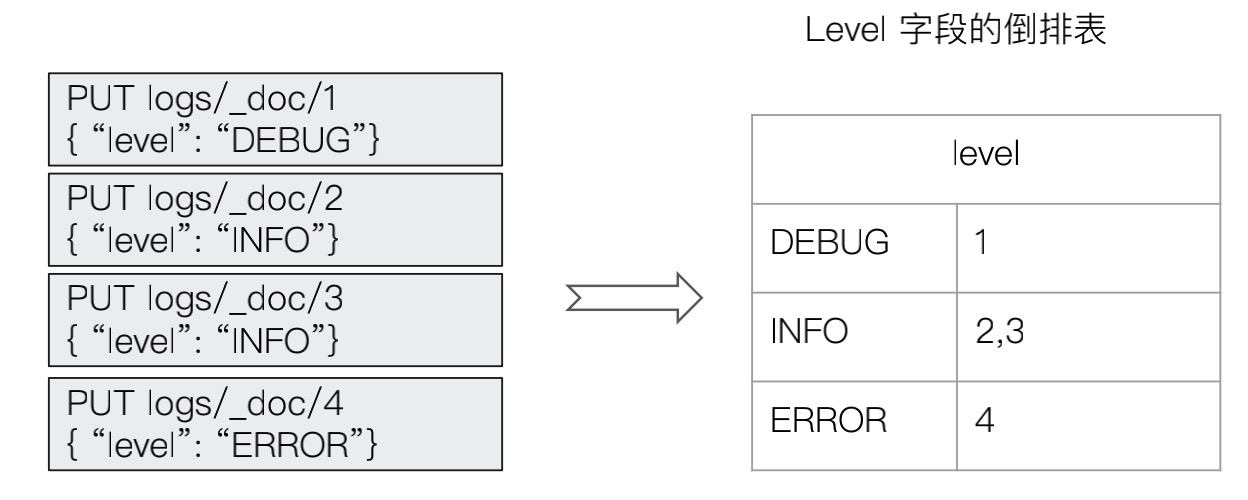 Level 字段的倒排表
PUT logs/_doc/1
{ “level”: “DEBUG”}
PUT logs/_doc/2
{ “level”: “INFO”}
PUT logs/_doc/3
{ “level”: “INFO”}
PUT logs/_doc/4
{ “level”: “ERROR”}
level
DEBUG 1
INFO 2,3
ERROR 4